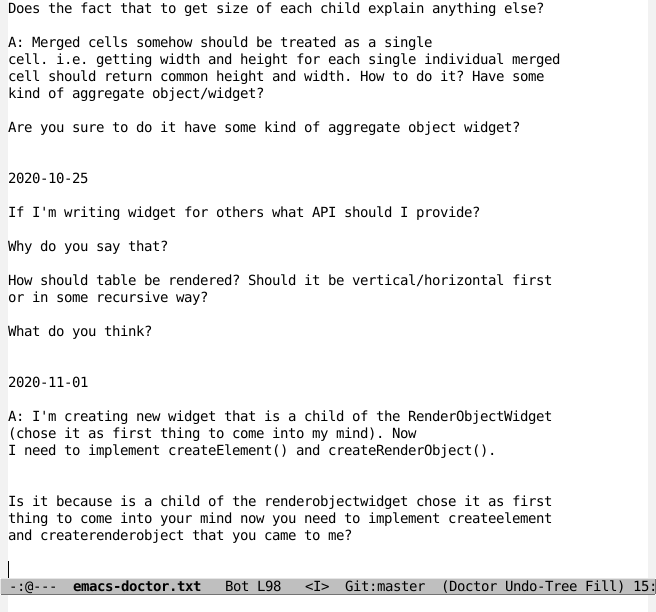 Does the fact that to get size of each child explain anything else?
A: Merged cells somehow should be treated as a single
cell. i.e. getting width and height for each single individual merged
cell should return common height and width. How to do it? Have some
kind of aggregate object/widget?
Are you sure to do it have some kind of aggregate object widget?
2020-10-25
If I'm writing widget for others what API should I provide?
Why do you say that?
How should table be rendered? Should it be vertical/horizontal first
or in some recursive way?
What do you think?
2020-11-01
A: I'm creating new widget that is a child of the RenderObjectWidget
(chose it as first thing to come into my mind). Now
I need to implement createElement() and createRenderObject().
Is it because is a child of the renderobjectwidget chose it as first
thing to come into your mind now you need to implement createelement
and createrenderobject that you came to me?
-:@--- emacs-doctor.txt Bot L98 <I> Git:master (Doctor Undo-Tree Fill) 15: